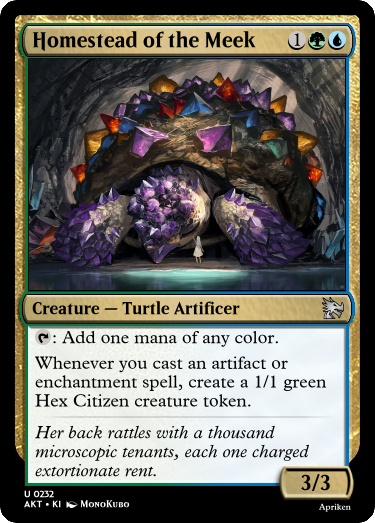 Homestead of the Meek 1
Creature — Turtle Artificer
: Add one mana of any color.
Whenever you cast an artifact or
enchantment spell, create a 1/1 green
Hex Citizen creature token.
Her back rattles with a thousand
microscopic tenants, each one charged
extortionate rent.
3/3
U 0232
AKT • KI MonoKubo
Apriken